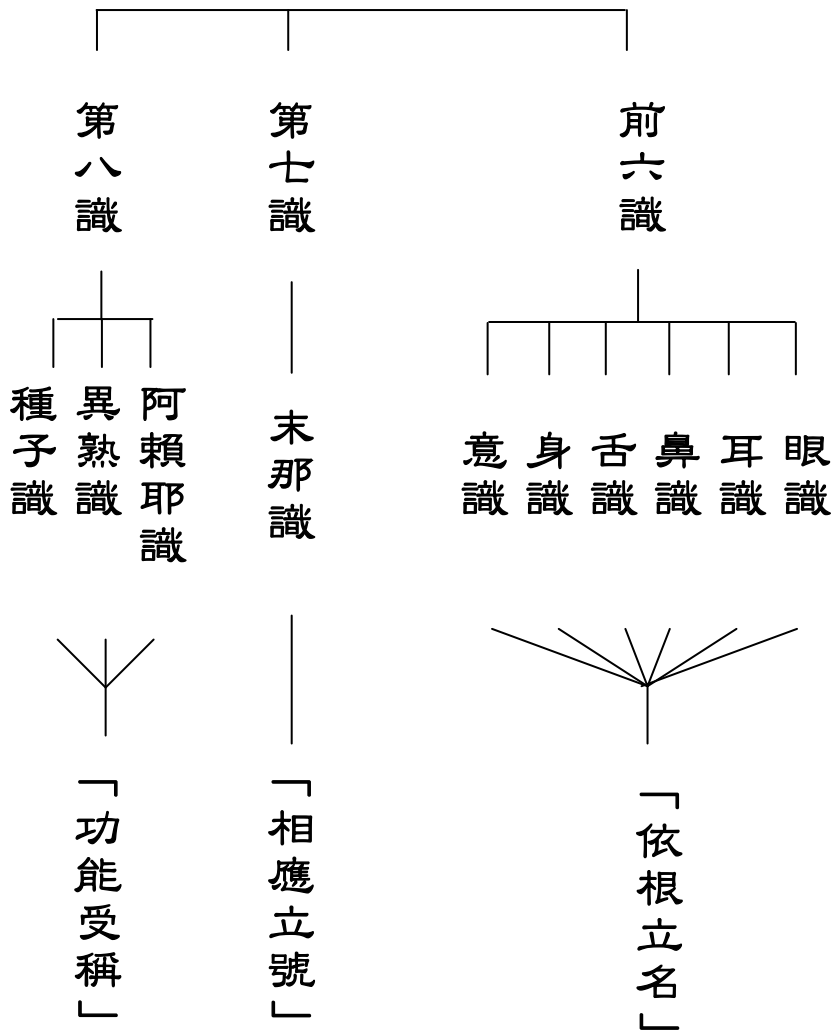 前六識
第七識
第八識
眼識
耳識
鼻識
舌識
身識
意識
末那識
阿賴耶識
異熟識
種子識
「依根立名」
「相應立號」
「功能受稱」